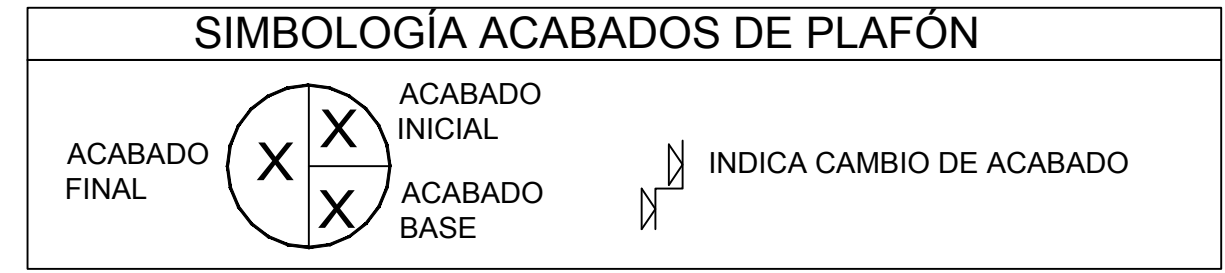 SIMBOLOGÍA ACABADOS DE PLAFÓN
ACABADO
FINAL
X
X
X
ACABADO
INICIAL
ACABADO
BASE
INDICA CAMBIO DE ACABADO